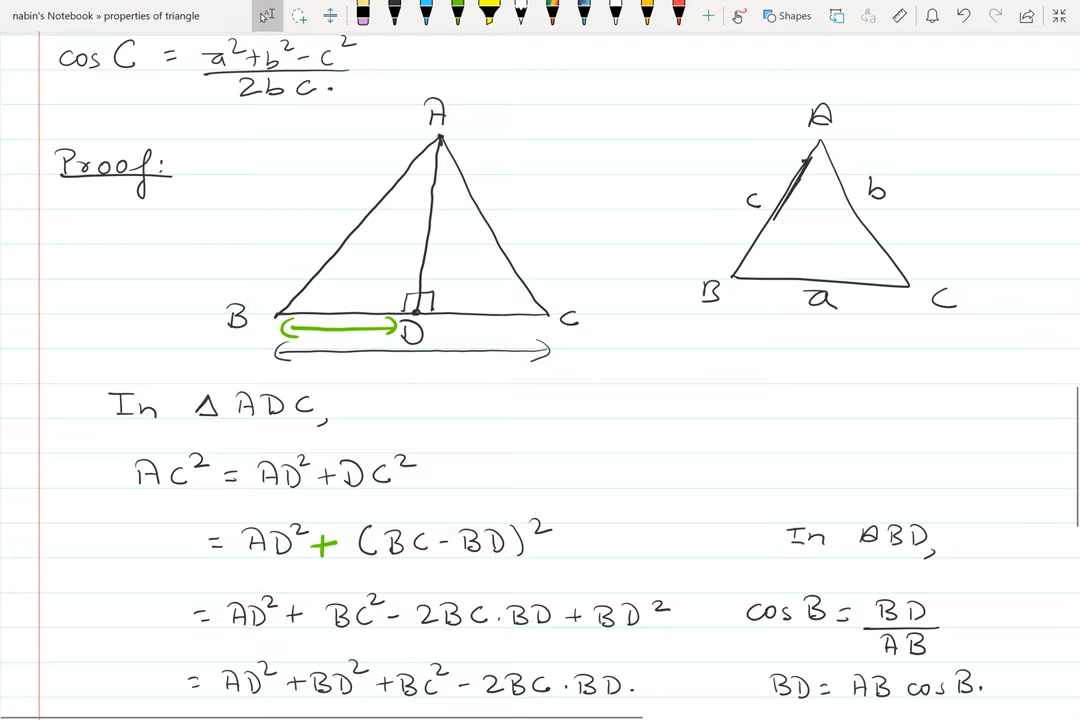 nabin's Notebook » properties of triangle
Shapes
cos C = a²+b²-c²
2bc.
Proof:
A
B
D
C
A
c
b
B
a
C
In △ ADC,
AC² = AD² + DC²
= AD² + (BC - BD)²
= AD² + BC² - 2BC.BD + BD²
= AD² + BD² + BC² - 2BC.BD.
In ABD,
cos B = BD
AB
BD = AB cos B.